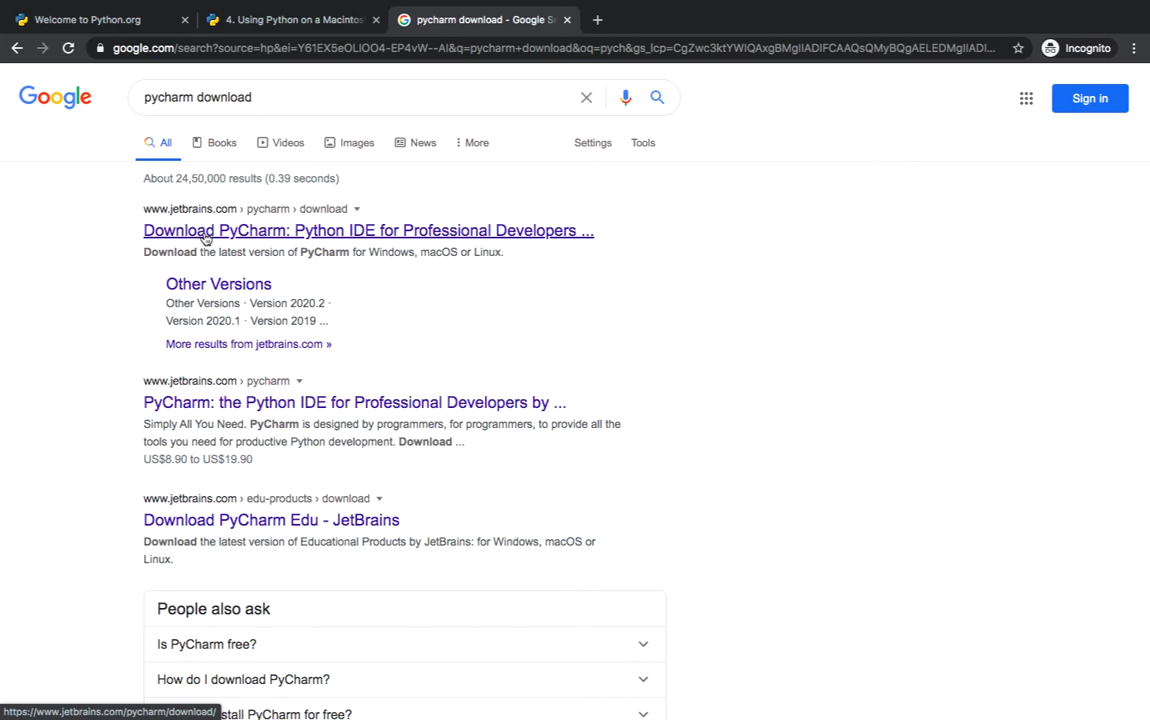 Welcome to Python.org
4. Using Python on a Macintosh
pycharm download - Google Se
google.com/search?source=hp&ei=Y61EX5eOLIOO4-EP4vW--AI&q=pycharm+download&oq=pych&gs_lcp=CgZwc3ktYWIQAxgBMgIIADIFCAAQsQMyBQgAELEDMgIIADI...
Incognito
Google
pycharm download
Sign in
All
Books
Videos
Images
News
More
Settings
Tools
About 24,50,000 results (0.39 seconds)
www.jetbrains.com › pycharm › download
Download PyCharm: Python IDE for Professional Developers ...
Download the latest version of PyCharm for Windows, macOS or Linux.
Other Versions
Other Versions · Version 2020.2 ·
Version 2020.1 · Version 2019 ...
More results from jetbrains.com »
www.jetbrains.com › pycharm
PyCharm: the Python IDE for Professional Developers by ...
Simply All You Need. PyCharm is designed by programmers, for programmers, to provide all the
tools you need for productive Python development. Download ...
US$8.90 to US$19.90
www.jetbrains.com › edu-products › download
Download PyCharm Edu - JetBrains
Download the latest version of Educational Products by JetBrains: for Windows, macOS or
Linux.
People also ask
Is PyCharm free?
How do I download PyCharm?
stall PyCharm for free?
https://www.jetbrains.com/pycharm/download/